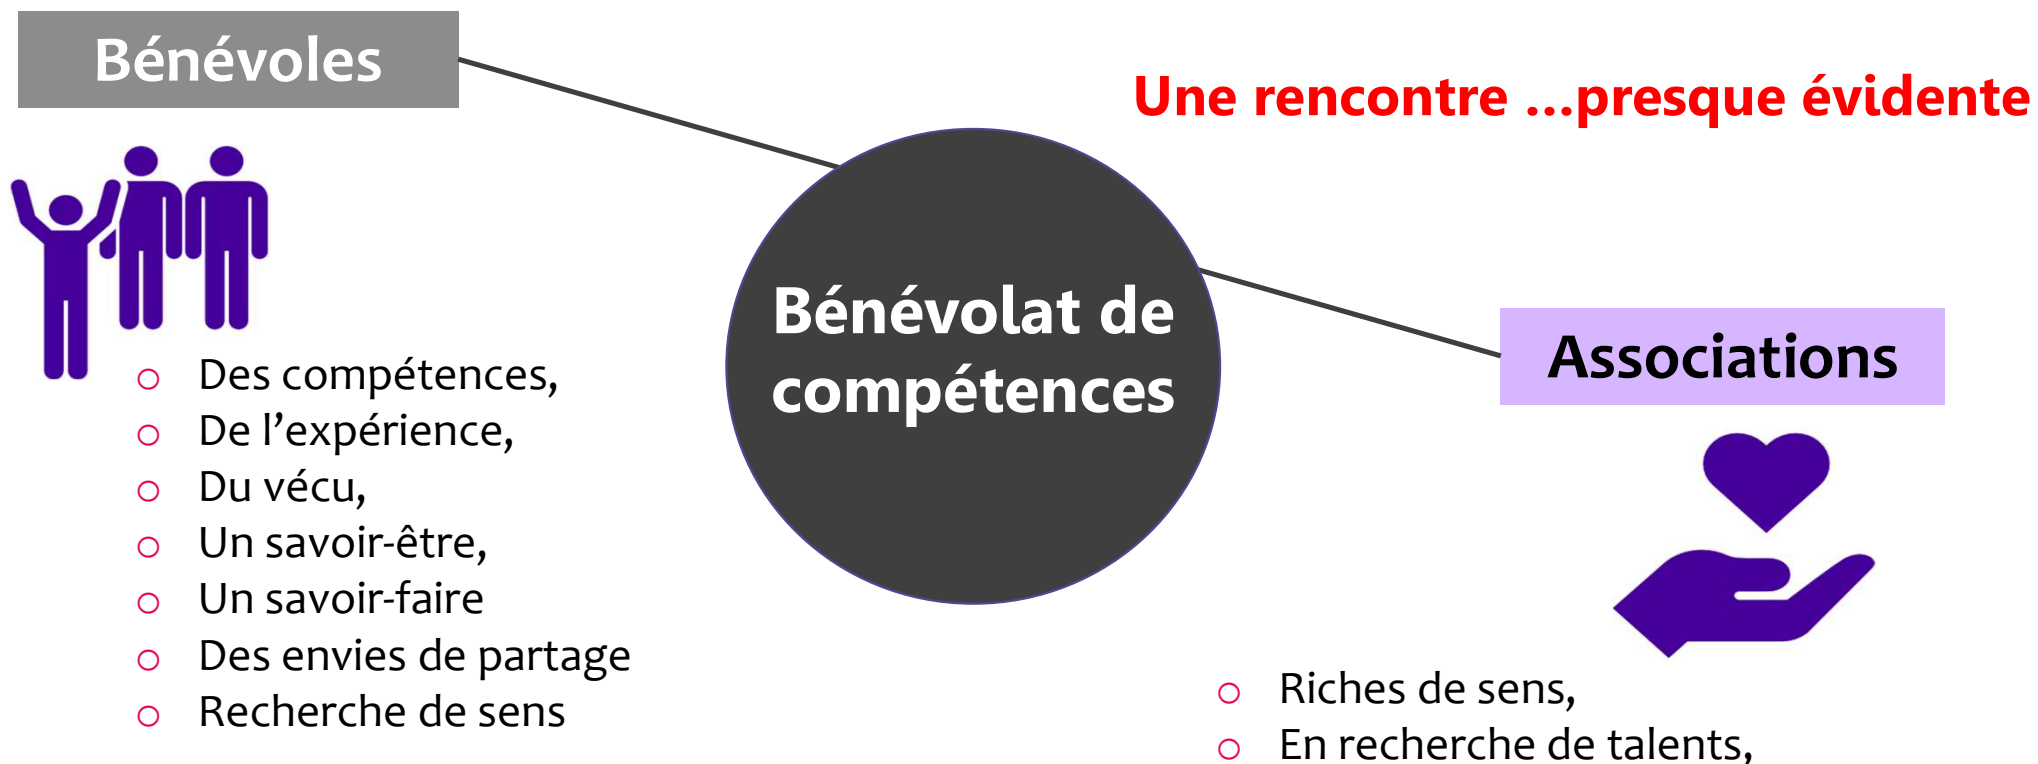 Bénévoles
Une rencontre ...presque évidente
Bénévolat de
compétences
Associations
Des compétences,
De l’expérience,
Du vécu,
Un savoir-être,
Un savoir-faire
Des envies de partage
Recherche de sens
Riches de sens,
En recherche de talents,